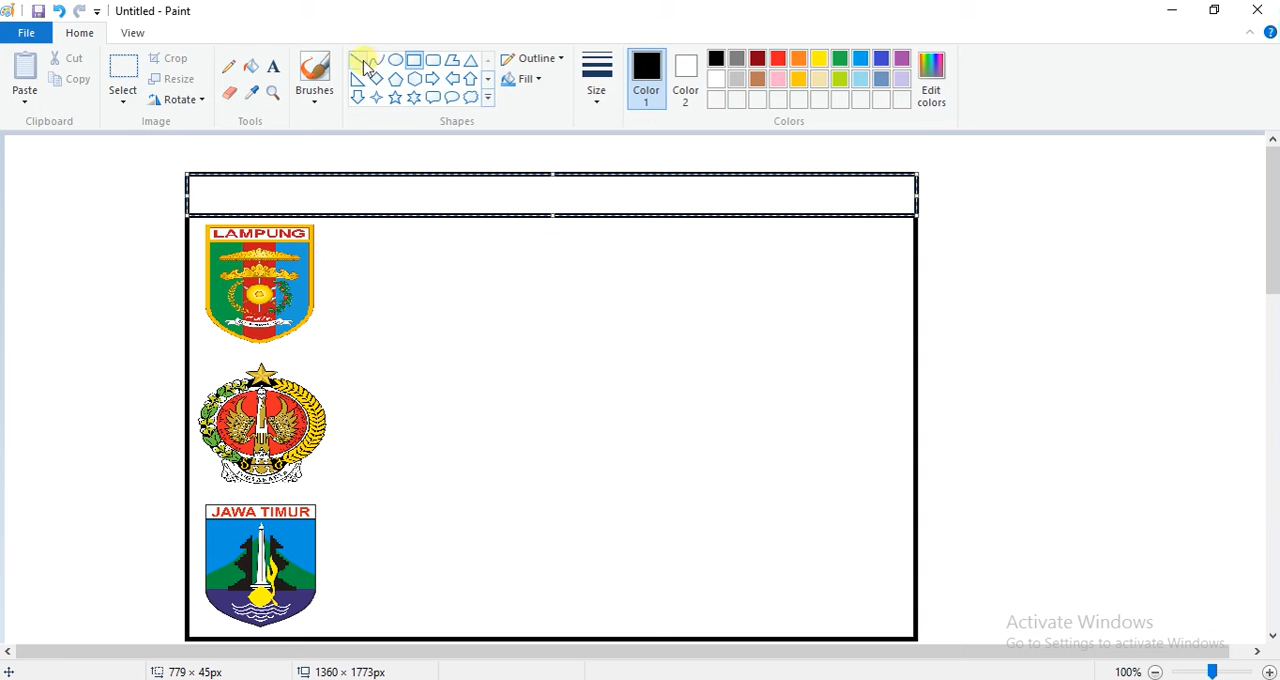 Untitled - Paint
File Home View
Paste
Cut
Copy
Clipboard
Select
Crop
Resize
Rotate
Image
A
Tools
Brushes
Outline
Fill
Shapes
Size
Color 1
Color 2
Edit colors
Colors
LAMPUNG
JAWA TIMUR
Activate Windows
Go to Settings to activate Windows.
779 × 45px
1360 × 1773px
100%